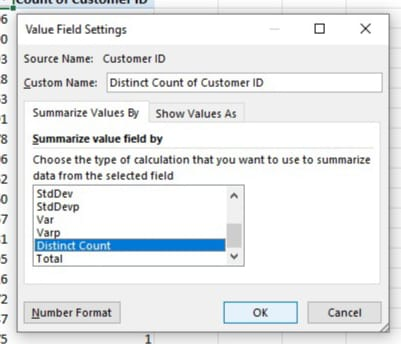 Count of Customer ID
Value Field Settings
Source Name: Customer ID
Custom Name: Distinct Count of Customer ID
Summarize Values By Show Values As
Summarize value field by
Choose the type of calculation that you want to use to summarize
data from the selected field
StdDev
StdDevp
Var
Varp
Distinct Count
Total
Number Format OK Cancel
1